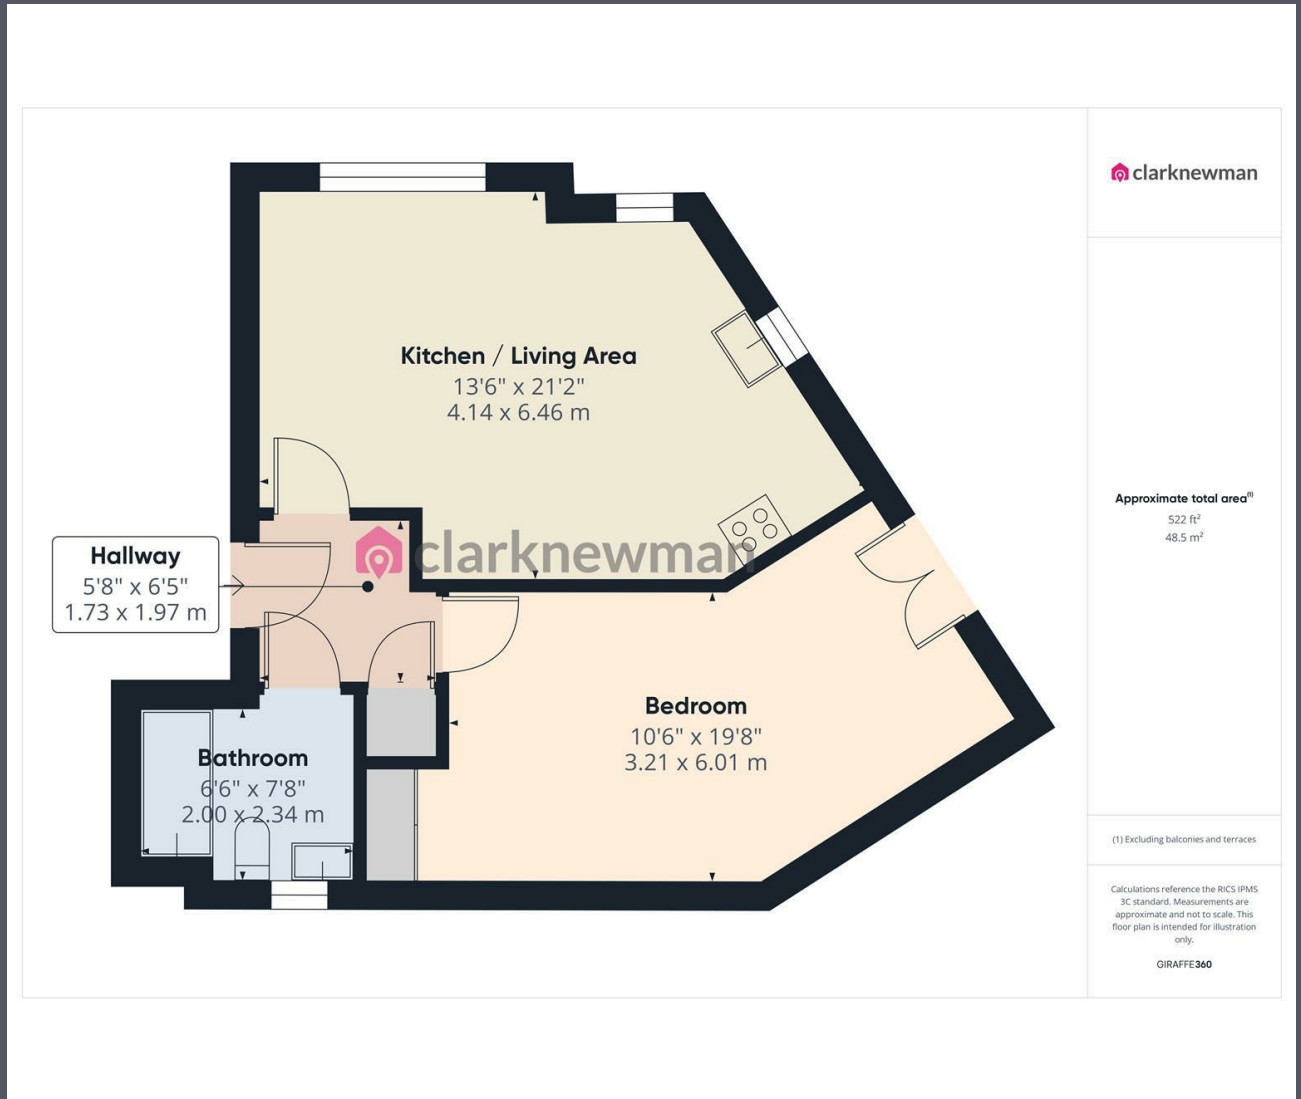 clarknewman
Kitchen / Living Area
13'6" x 21'2"
4.14 x 6.46 m
clarknewman
Hallway
5'8" x 6'5"
1.73 x 1.97 m
Bedroom
10'6" x 19'8"
3.21 x 6.01 m
Bathroom
6'6" x 7'8"
2.00 x 2.34 m
Approximate total area(1)
522 ft²
48.5 m²
(1) Excluding balconies and terraces
Calculations reference the RICS IPMS
3C standard. Measurements are
approximate and not to scale. This
floor plan is intended for illustration
only.
GIRAFFE360